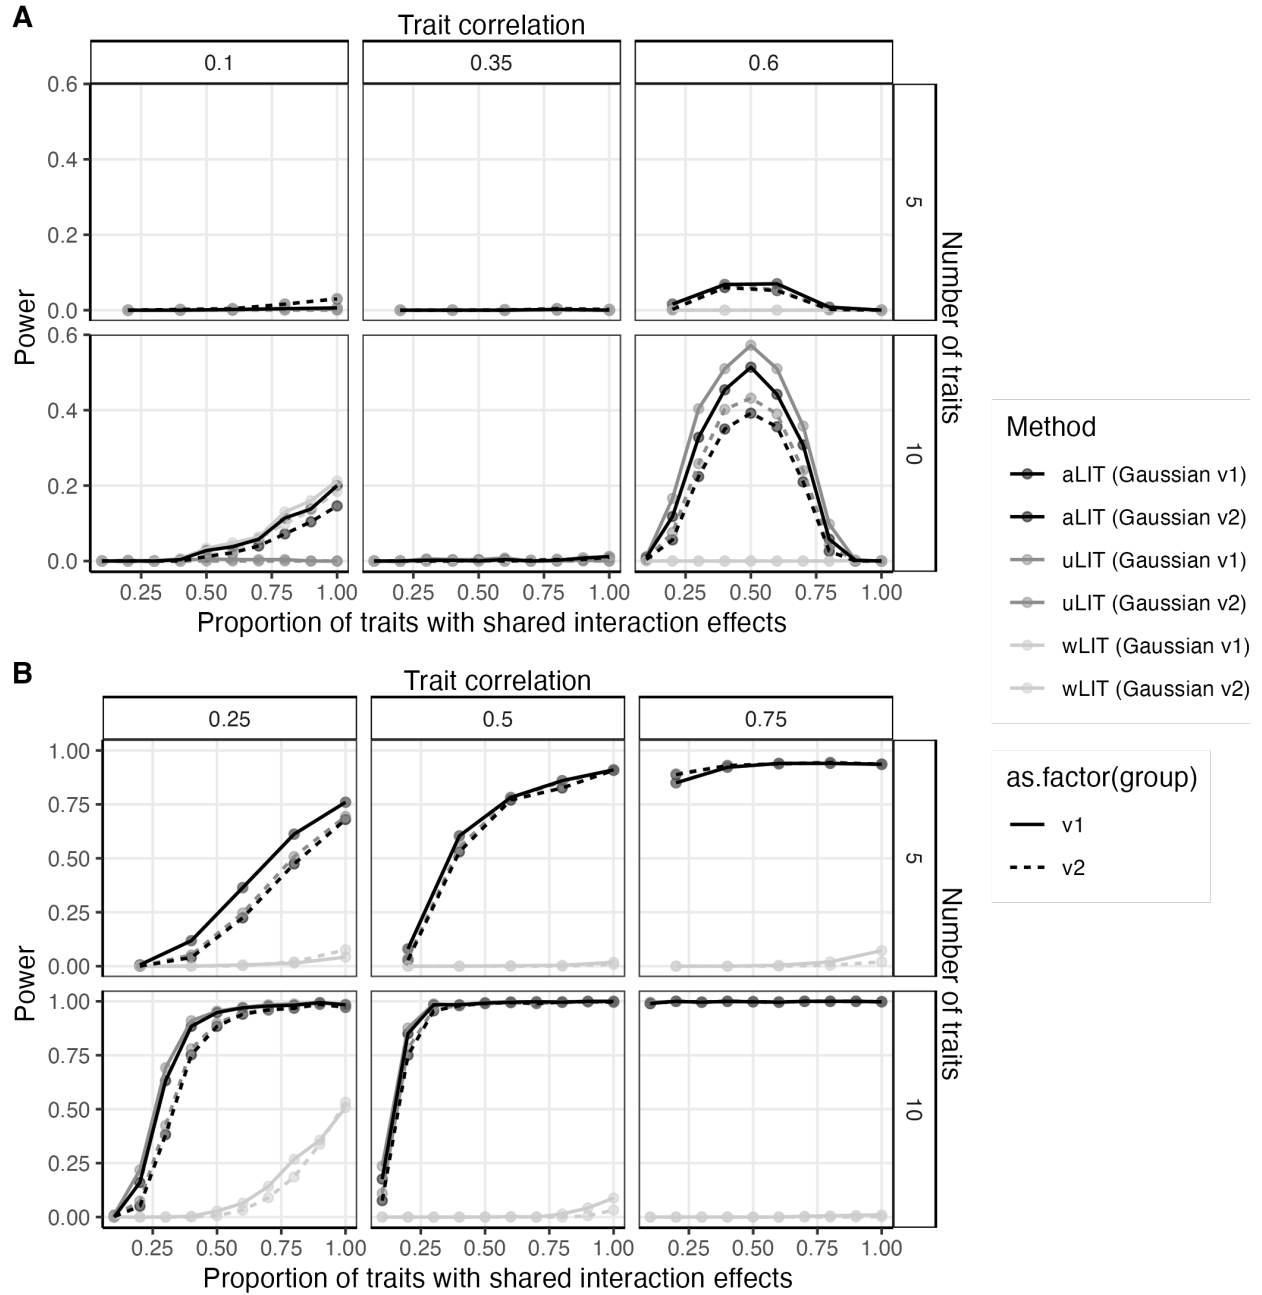 A
Trait correlation
0.1
0.35
0.6
0.6
0.4
0.2
0.0
5
0.6
0.4
0.2
0.0
10
Power
Number of traits
0.25 0.50 0.75 1.00
0.25 0.50 0.75 1.00
0.25 0.50 0.75 1.00
Proportion of traits with shared interaction effects
Method
aLIT (Gaussian v1)
aLIT (Gaussian v2)
uLIT (Gaussian v1)
uLIT (Gaussian v2)
wLIT (Gaussian v1)
wLIT (Gaussian v2)
as.factor(group)
v1
v2
B
Trait correlation
0.25
0.5
0.75
1.00
0.75
0.50
0.25
0.00
5
1.00
0.75
0.50
0.25
0.00
10
Power
Number of traits
0.25 0.50 0.75 1.00
0.25 0.50 0.75 1.00
0.25 0.50 0.75 1.00
Proportion of traits with shared interaction effects